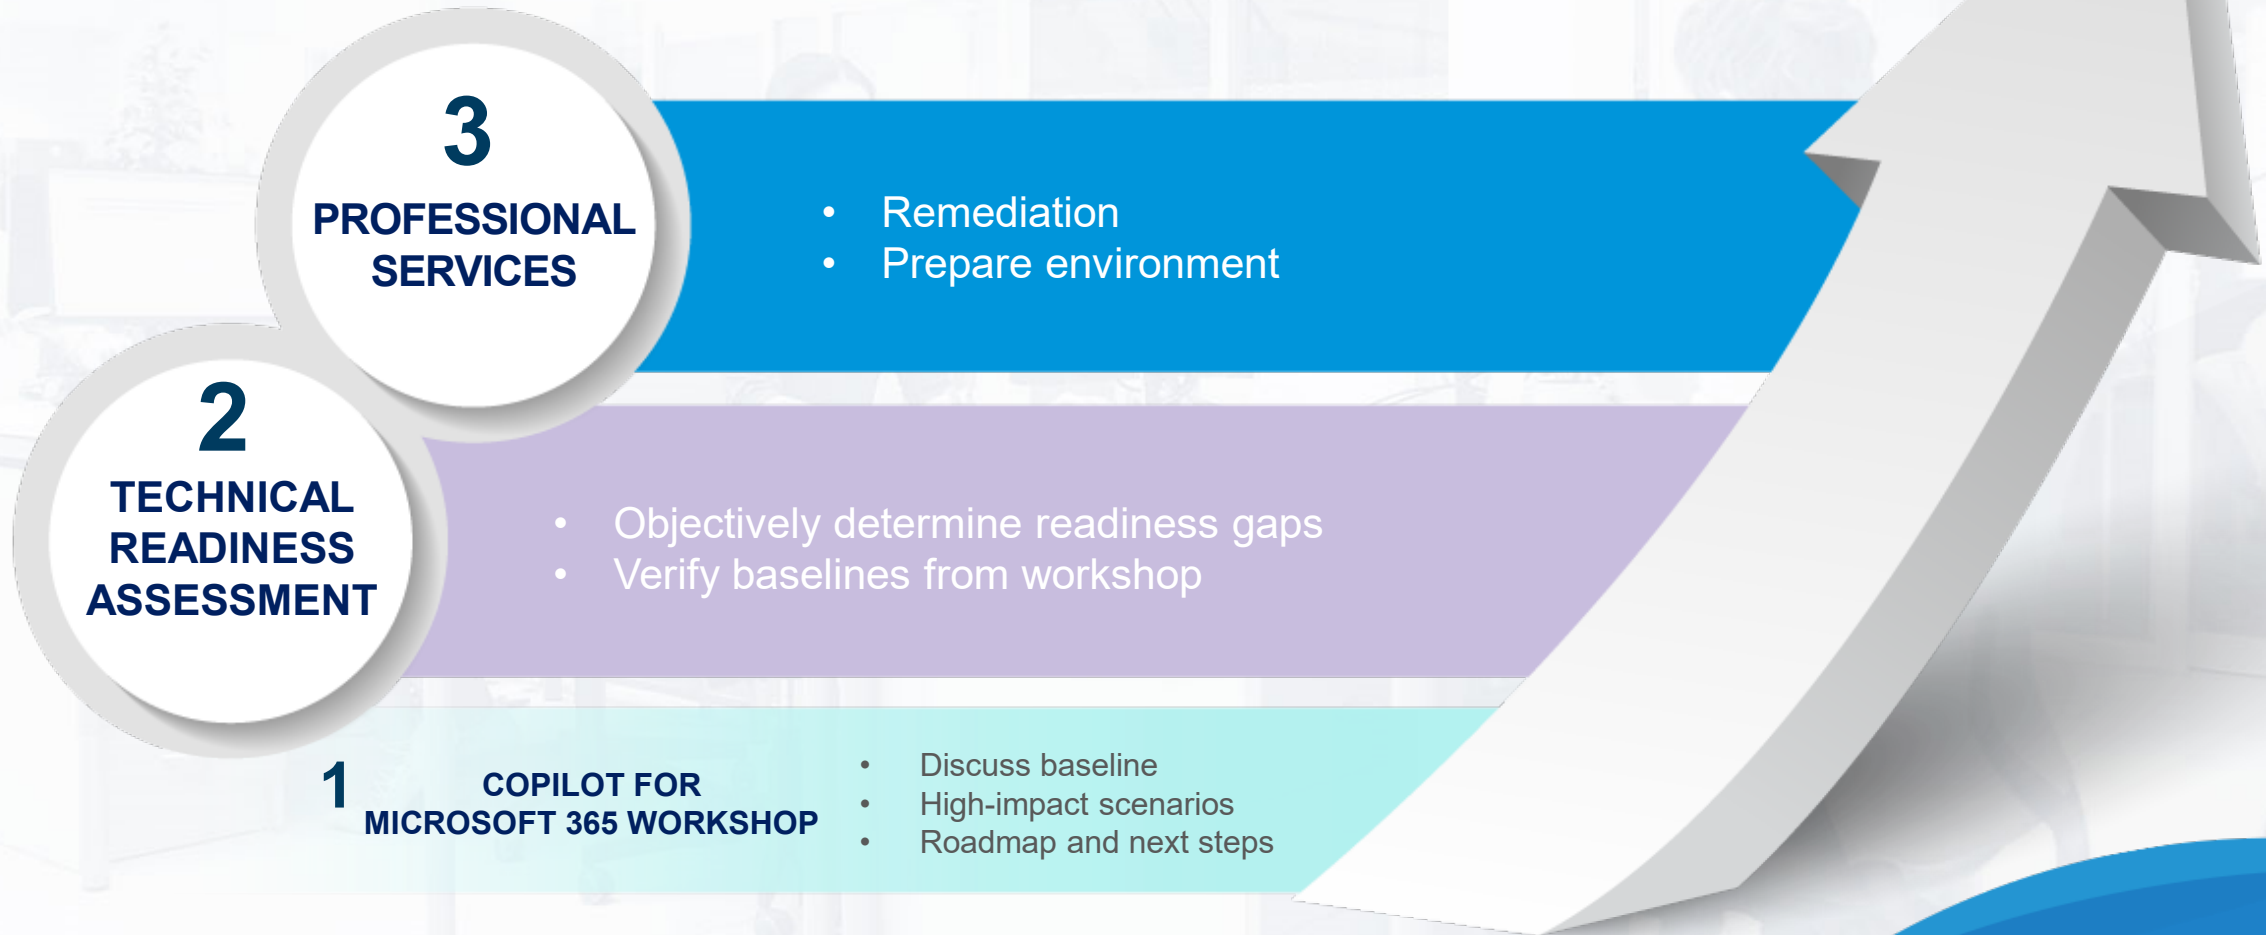 3
PROFESSIONAL
SERVICES
• Remediation
• Prepare environment
2
TECHNICAL
READINESS
ASSESSMENT
• Objectively determine readiness gaps
• Verify baselines from workshop
1
COPILOT FOR
MICROSOFT 365 WORKSHOP
• Discuss baseline
• High-impact scenarios
• Roadmap and next steps